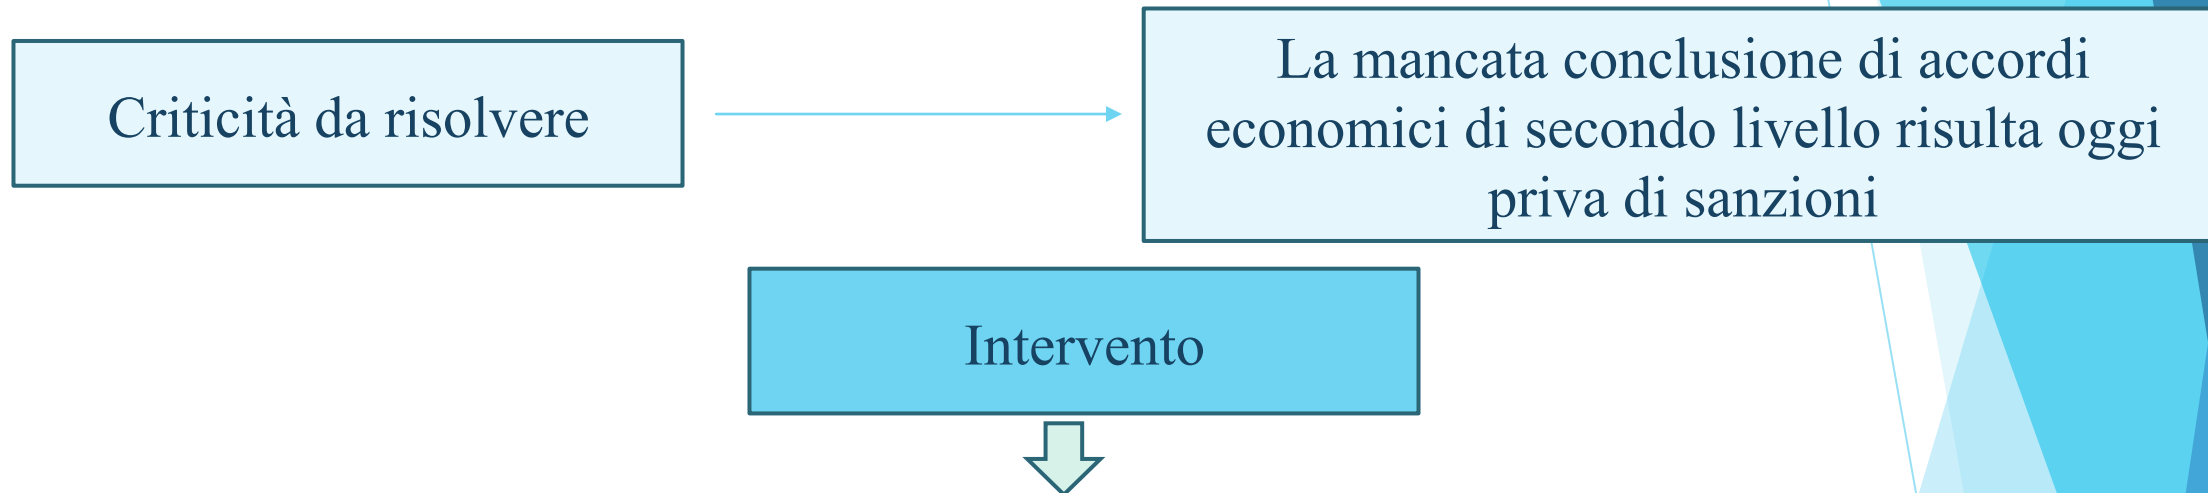 Criticità da risolvere
La mancata conclusione di accordi
economici di secondo livello risulta oggi
priva di sanzioni
Intervento